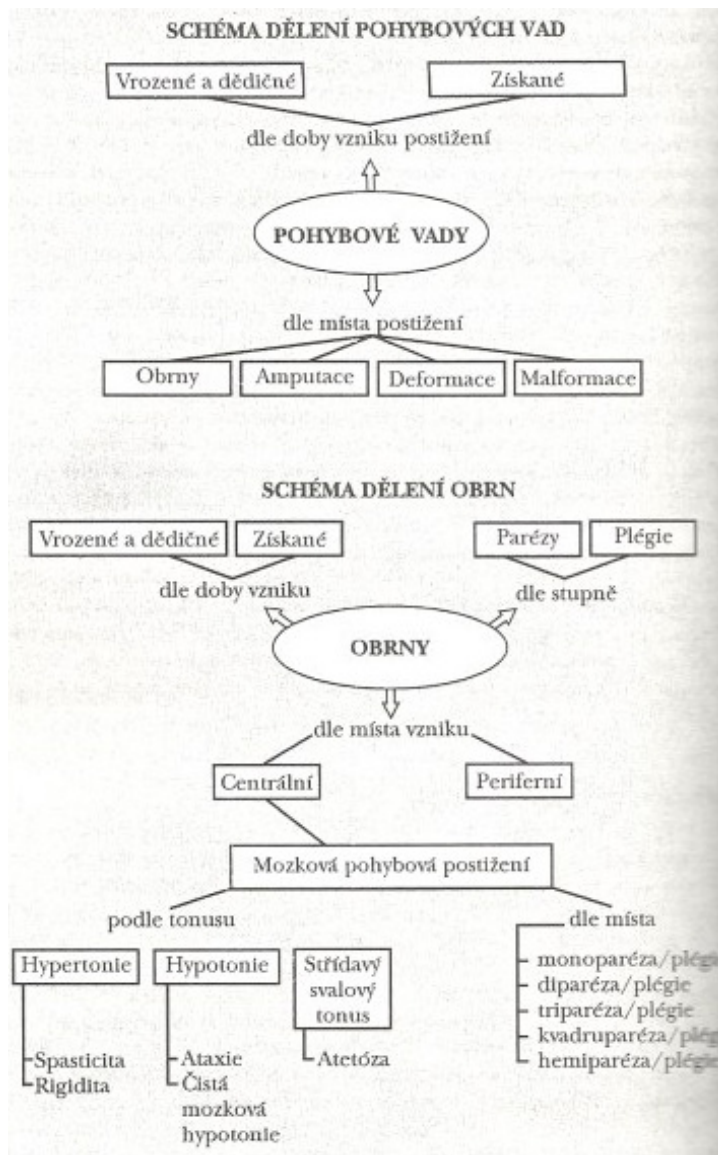 SCHÉMA DĚLENÍ POHYBOVÝCH VAD
Vrozené a dědičné
Získané
dle doby vzniku postižení
POHYBOVÉ VADY
dle místa postižení
Obrny
Amputace
Deformace
Malformace
SCHÉMA DĚLENÍ OBRN
Vrozené a dědičné
Získané
Parézy
Plégie
dle doby vzniku
dle stupně
OBRNY
dle místa vzniku
Centrální
Periferní
Mozková pohybová postižení
podle tonusu
dle místa
Hypertonie
Hypotonie
Střídavý
svalový
tonus
Spasticita
Rigidita
Ataxie
Čistá
mozková
hypotonie
Atetóza
monoparéza/plégie
diparéza/plégie
triparéza/plégie
kvadruparéza/plégie
hemiparéza/plégie